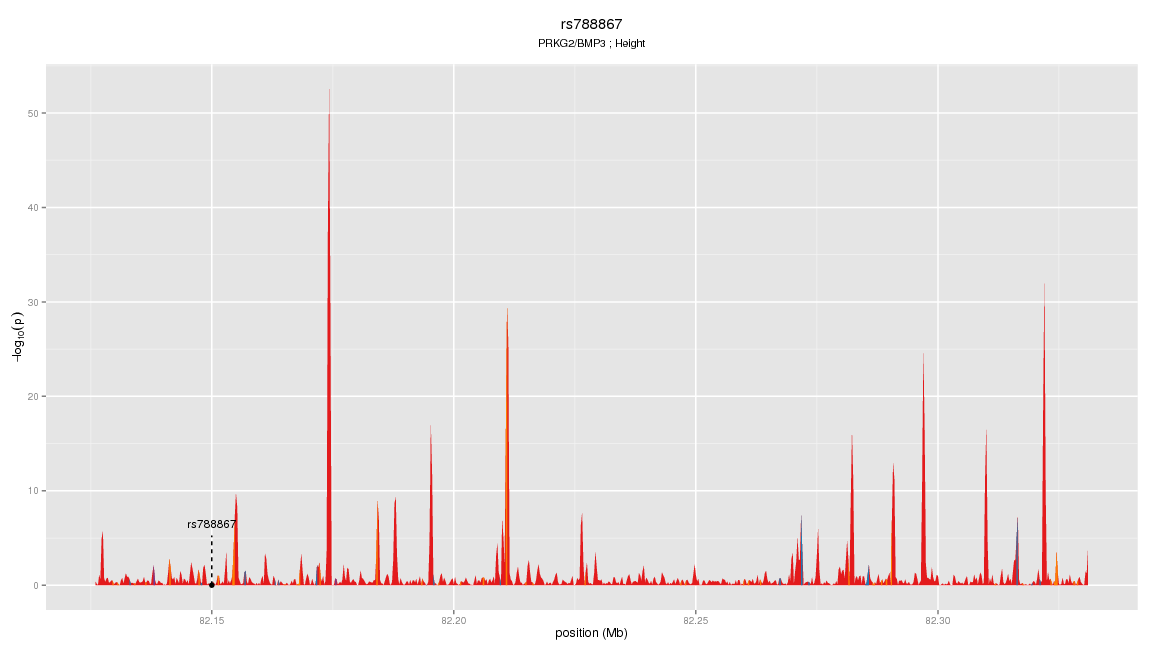 rs788867
PRKG2/BMP3 ; Height
50
40
30
20
10
0
−log10(p)
rs788867
82.15 82.20 82.25 82.30
position (Mb)